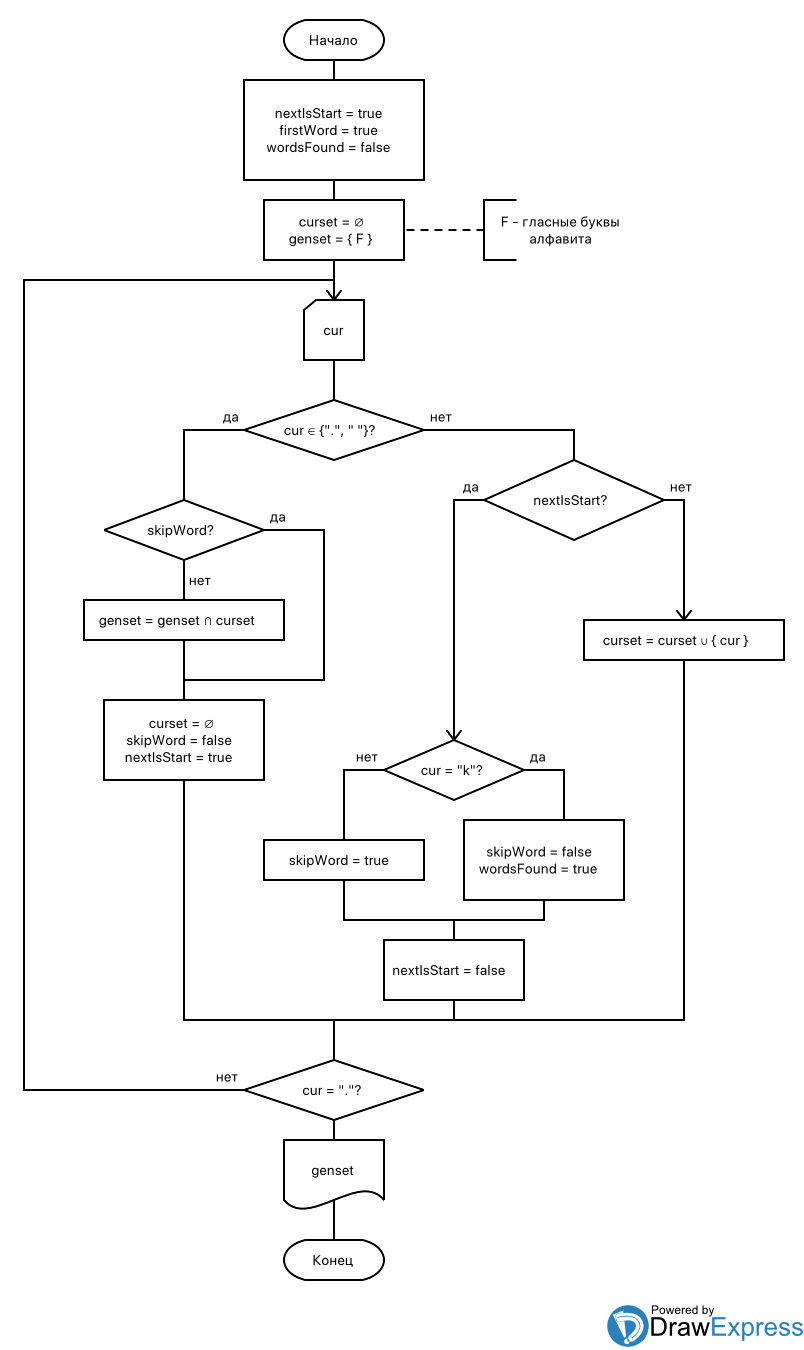 Начало
nextIsStart = true
firstWord = true
wordsFound = false
curset = ∅
genset = { F }
F - гласные буквы
алфавита
cur
да
cur ∈ {".", " "}?
нет
да
nextIsStart?
нет
skipWord?
да
нет
genset = genset ∩ curset
curset = curset ∪ { cur }
curset = ∅
skipWord = false
nextIsStart = true
нет
cur = "k"?
да
skipWord = true
skipWord = false
wordsFound = true
nextIsStart = false
нет
cur = "."?
genset
Конец
Powered by
DrawExpress